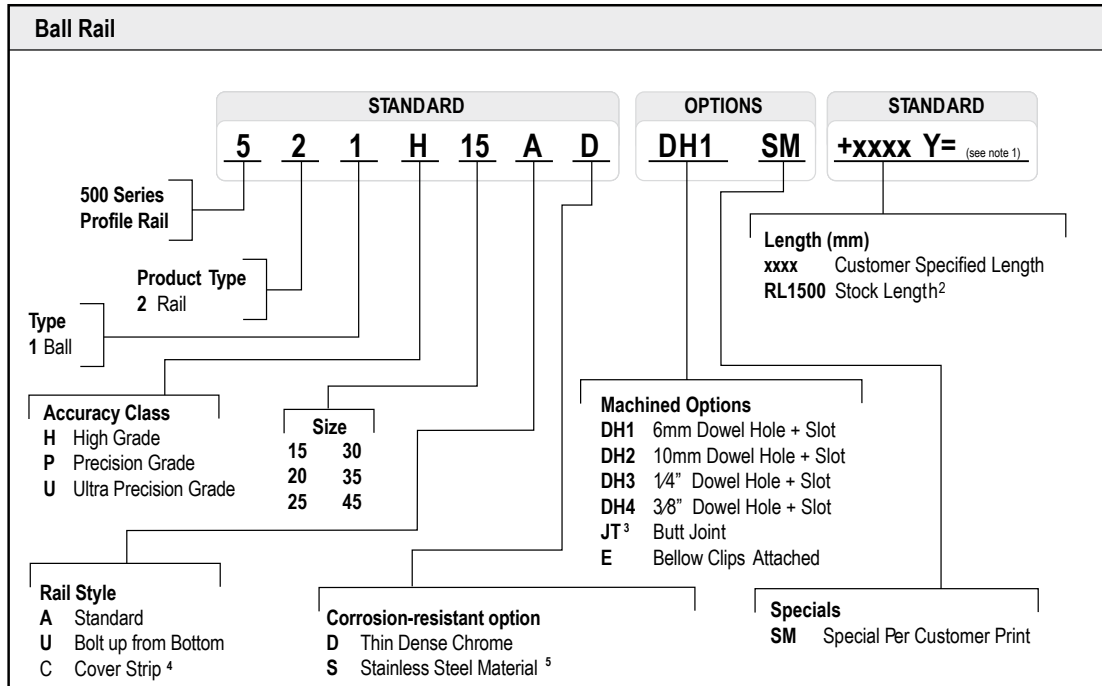 Ball Rail
STANDARD
OPTIONS
STANDARD
5 2 1 H 15 A D
DH1 SM
+xxxx Y= (see note 1)
500 Series
Profile Rail
Product Type
2 Rail
Type
1 Ball
Length (mm)
xxxx Customer Specified Length
RL1500 Stock Length²
Accuracy Class
H High Grade
P Precision Grade
U Ultra Precision Grade
Size
15 30
20 35
25 45
Machined Options
DH1 6mm Dowel Hole + Slot
DH2 10mm Dowel Hole + Slot
DH3 1⁄4” Dowel Hole + Slot
DH4 3⁄8” Dowel Hole + Slot
JT ³ Butt Joint
E Bellow Clips Attached
Rail Style
A Standard
U Bolt up from Bottom
C Cover Strip ⁴
Corrosion-resistant option
D Thin Dense Chrome
S Stainless Steel Material ⁵
Specials
SM Special Per Customer Print